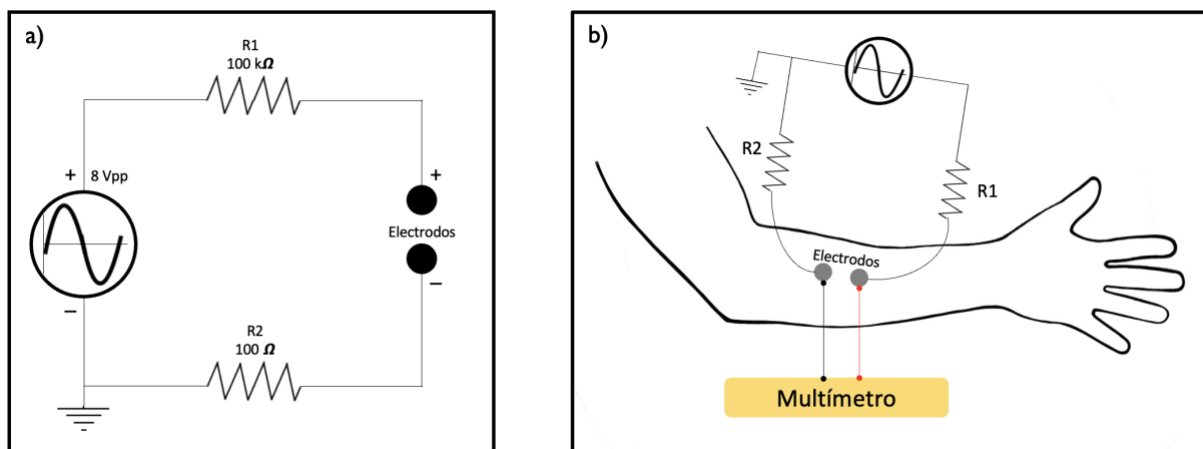 a)
R1
100 kΩ
+
8 Vpp
+
Electrodos
−
−
R2
100 Ω
b)
R2
R1
Electrodos
Multímetro